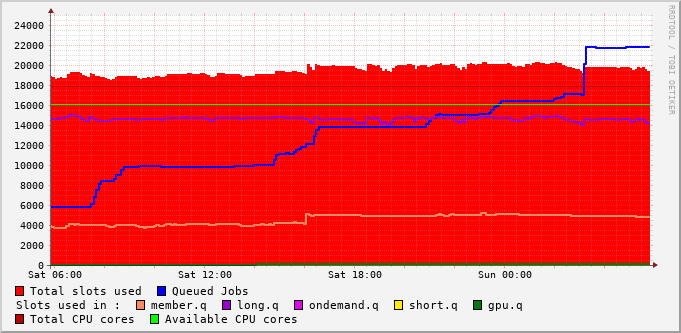 24000
22000
20000
18000
16000
14000
12000
10000
8000
6000
4000
2000
0
Sat 06:00 Sat 12:00 Sat 18:00 Sun 00:00
Total slots used Queued Jobs
Slots used in : member.q long.q ondemand.q short.q gpu.q
Total CPU cores Available CPU cores
RRDTOOL / TOBI OETIKER